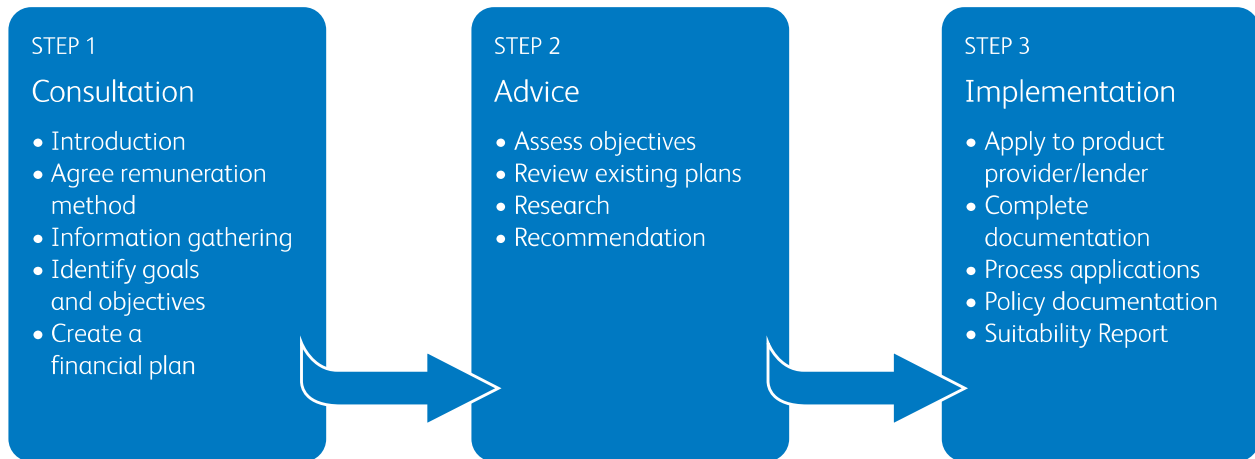 STEP 1
Consultation
• Introduction
• Agree remuneration
method
• Information gathering
• Identify goals
and objectives
• Create a
financial plan
STEP 2
Advice
• Assess objectives
• Review existing plans
• Research
• Recommendation
STEP 3
Implementation
• Apply to product
provider/lender
• Complete
documentation
• Process applications
• Policy documentation
• Suitability Report